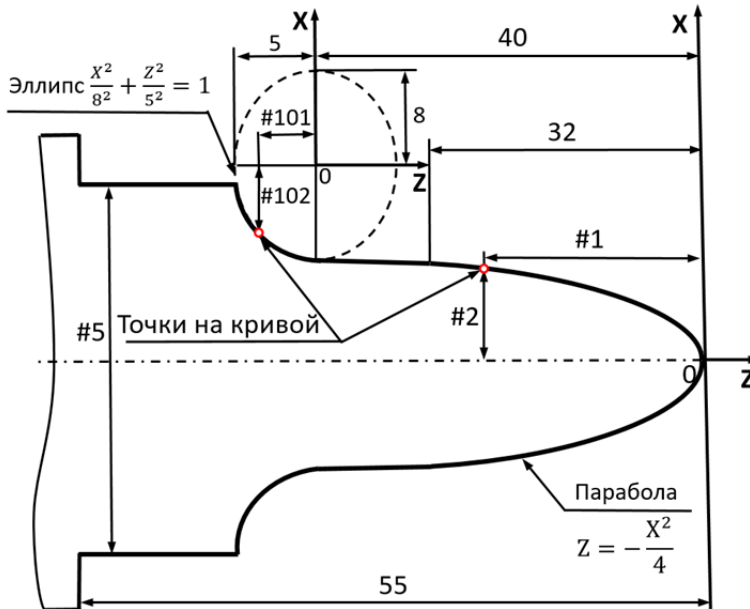 X
5
40
X
Эллипс X²/8² + Z²/5² = 1
#101
8
32
0
Z
#102
#1
#5
Точки на кривой
#2
0
Z
Парабола
Z = −X²/4
55